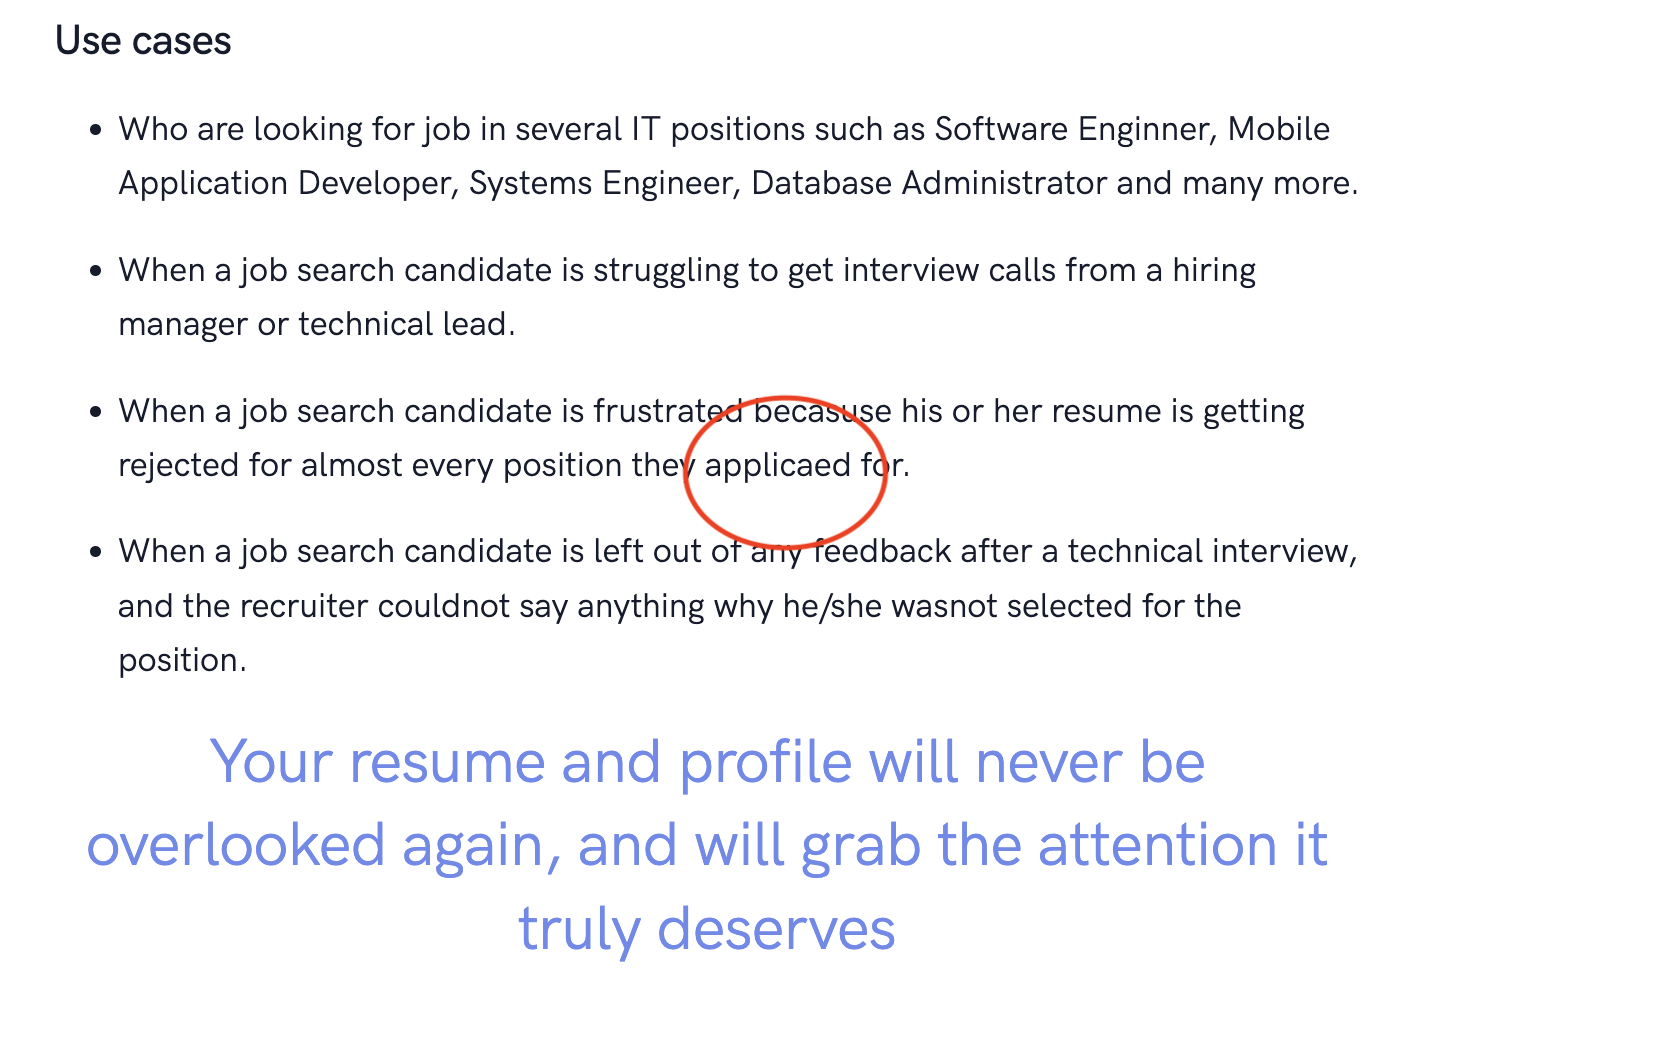 Use cases
• Who are looking for job in several IT positions such as Software Enginner, Mobile
Application Developer, Systems Engineer, Database Administrator and many more.
• When a job search candidate is struggling to get interview calls from a hiring
manager or technical lead.
• When a job search candidate is frustrated becasuse his or her resume is getting
rejected for almost every position they applicaed for.
• When a job search candidate is left out of any feedback after a technical interview,
and the recruiter couldnot say anything why he/she wasnot selected for the
position.
Your resume and profile will never be
overlooked again, and will grab the attention it
truly deserves